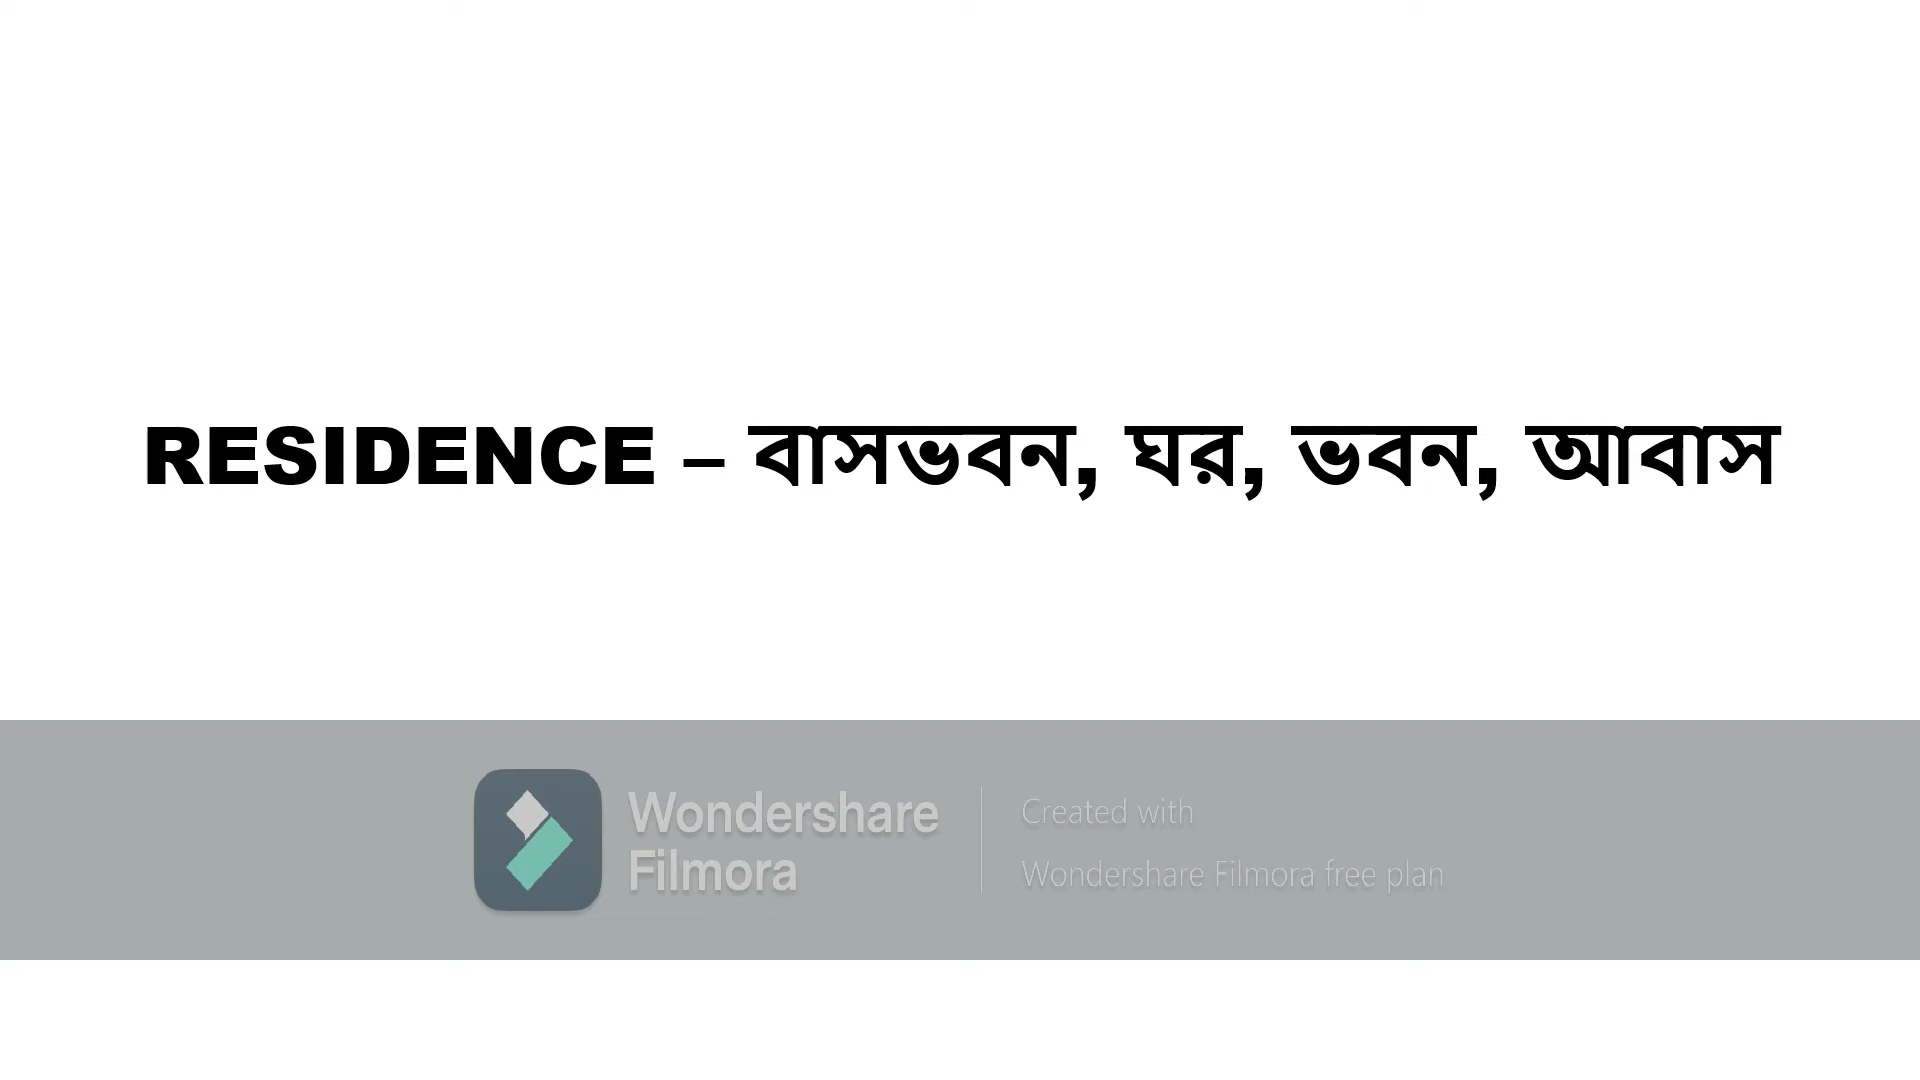 RESIDENCE – বাসভবন, ঘর, ভবন, আবাস
Wondershare
Filmora
Created with
Wondershare Filmora free plan